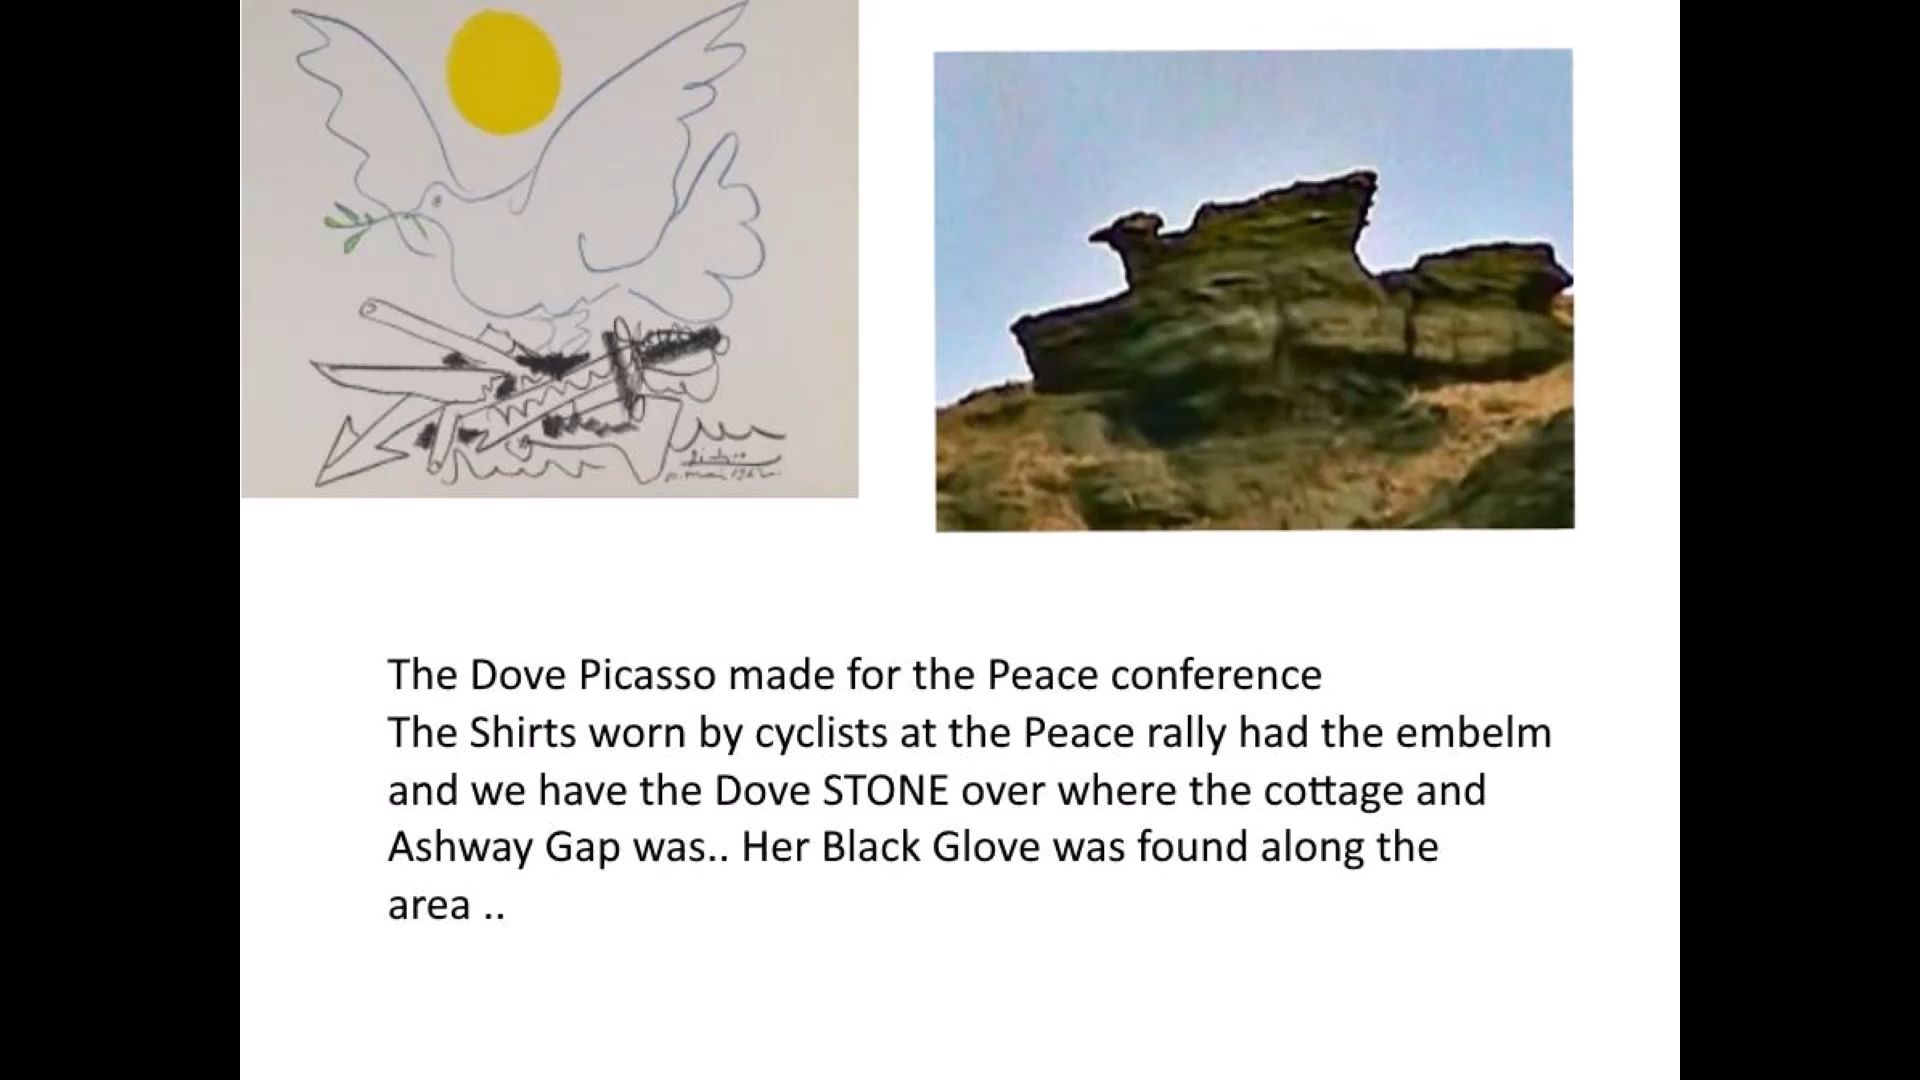 The Dove Picasso made for the Peace conference
The Shirts worn by cyclists at the Peace rally had the embelm
and we have the Dove STONE over where the cottage and
Ashway Gap was.. Her Black Glove was found along the
area ..